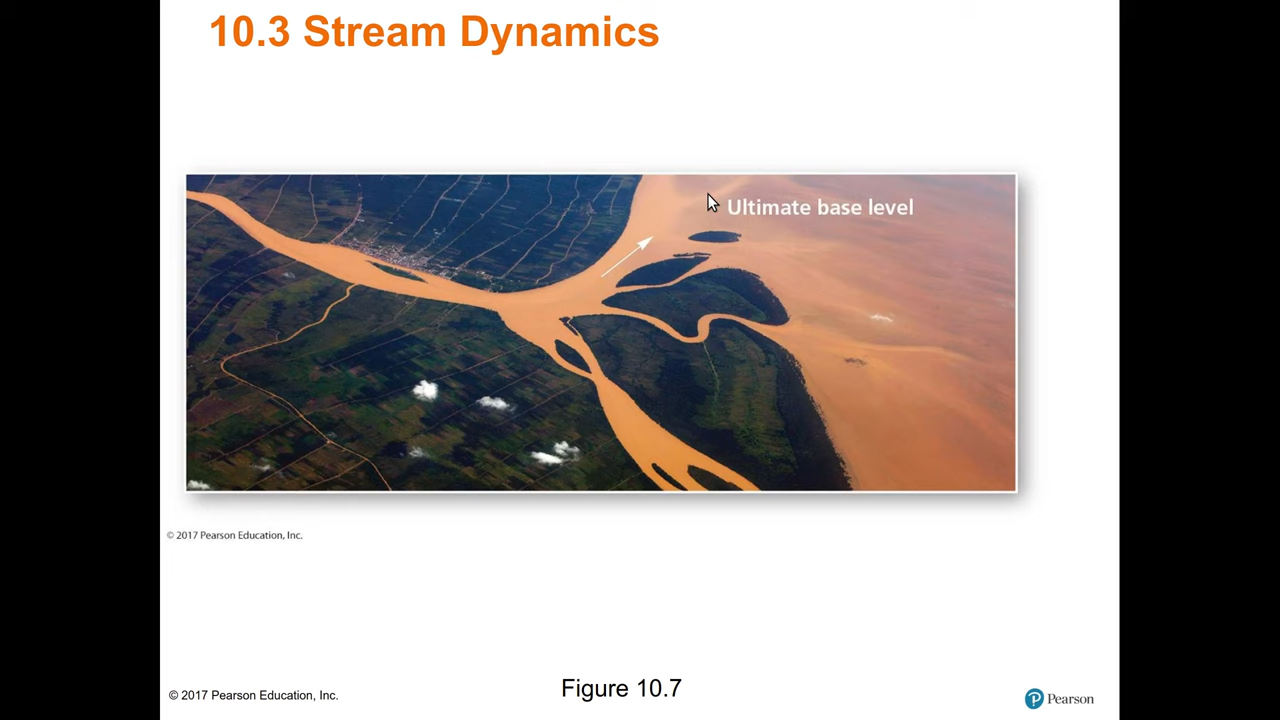 10.3 Stream Dynamics
Ultimate base level
© 2017 Pearson Education, Inc.
Figure 10.7
© 2017 Pearson Education, Inc.
Pearson